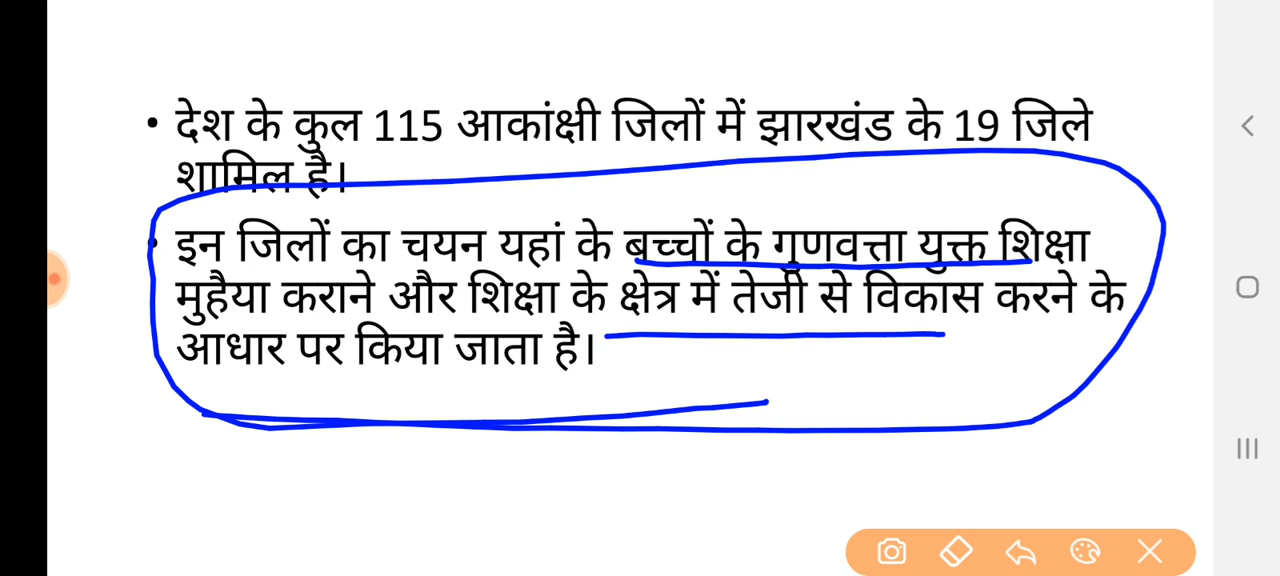 • देश के कुल 115 आकांक्षी जिलों में झारखंड के 19 जिले
शामिल है।
• इन जिलों का चयन यहां के बच्चों के गुणवत्ता युक्त शिक्षा
मुहैया कराने और शिक्षा के क्षेत्र में तेजी से विकास करने के
आधार पर किया जाता है।